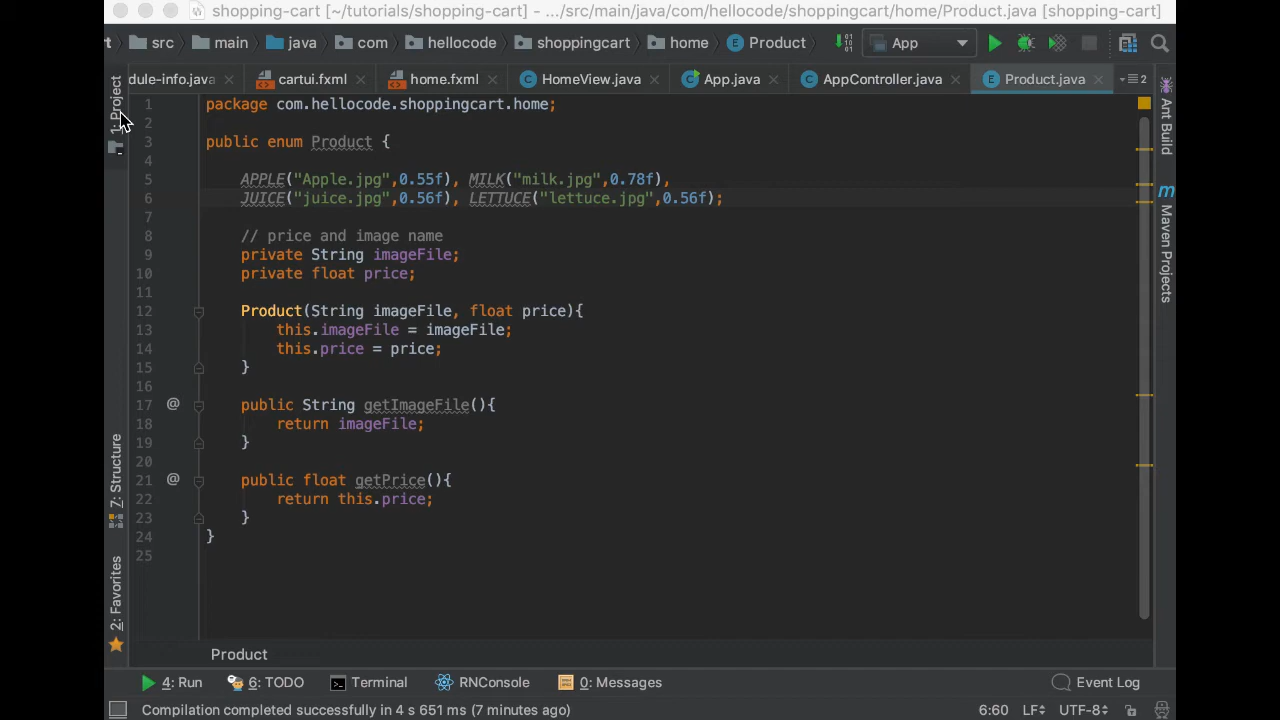 shopping-cart [~/tutorials/shopping-cart] - .../src/main/java/com/hellocode/shoppingcart/home/Product.java [shopping-cart]
t src main java com hellocode shoppingcart home Product App
dule-info.java cartui.fxml home.fxml HomeView.java App.java AppController.java Product.java 2
1: Project
7: Structure
2: Favorites
1 package com.hellocode.shoppingcart.home;
2
3 public enum Product {
4
5 APPLE("Apple.jpg",0.55f), MILK("milk.jpg",0.78f),
6 JUICE("juice.jpg",0.56f), LETTUCE("lettuce.jpg",0.56f);
7
8 // price and image name
9 private String imageFile;
10 private float price;
11
12 Product(String imageFile, float price){
13 this.imageFile = imageFile;
14 this.price = price;
15 }
16
17 @ public String getImageFile(){
18 return imageFile;
19 }
20
21 @ public float getPrice(){
22 return this.price;
23 }
24 }
25
Ant Build
m Maven Projects
Product
4: Run 6: TODO Terminal RNConsole 0: Messages Event Log
Compilation completed successfully in 4 s 651 ms (7 minutes ago) 6:60 LF UTF-8